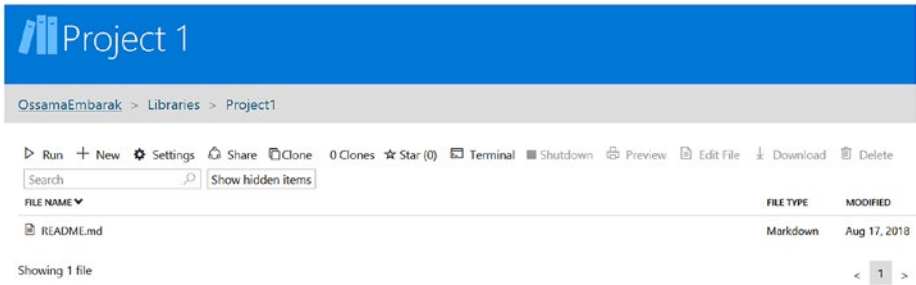 Project 1
OssamaEmbarak > Libraries > Project1
Run New Settings Share Clone 0 Clones Star (0) Terminal Shutdown Preview Edit File Download Delete
Search Show hidden items
FILE NAME FILE TYPE MODIFIED
README.md Markdown Aug 17, 2018
Showing 1 file < 1 >